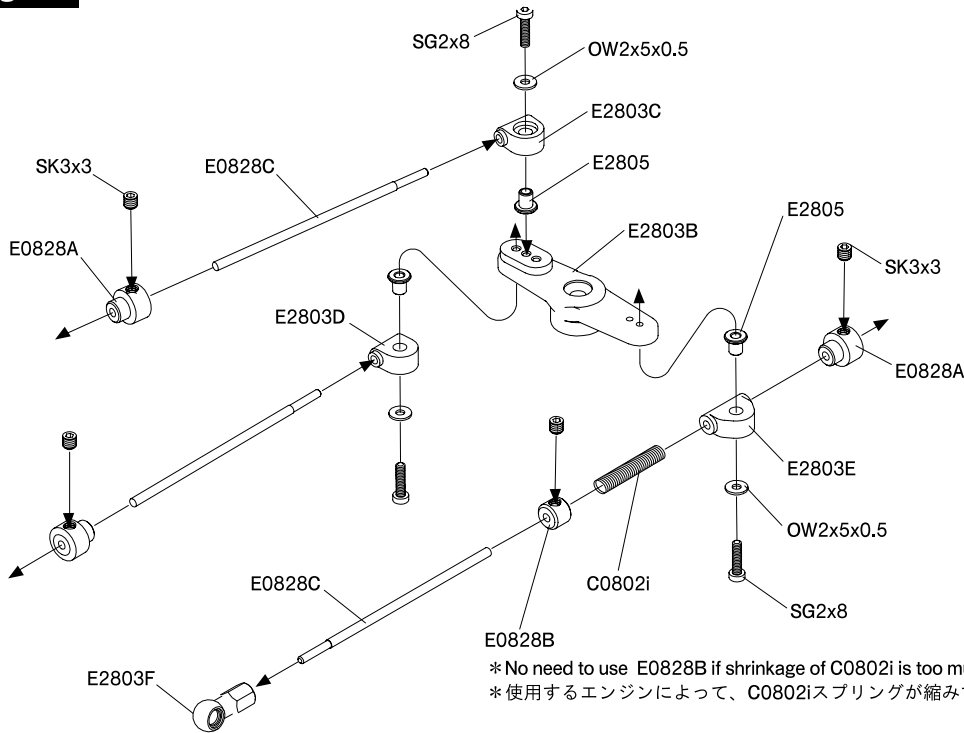 SG2x8
OW2x5x0.5
E2803C
SK3x3
E0828C
E2805
E2805
E0828A
E2803B
SK3x3
E2803D
E0828A
E2803E
OW2x5x0.5
E0828C
C0802i
SG2x8
E0828B
E2803F
*No need to use E0828B if shrinkage of C0802i is too
*使用するエンジンによって、C0802iスプリングが縮み